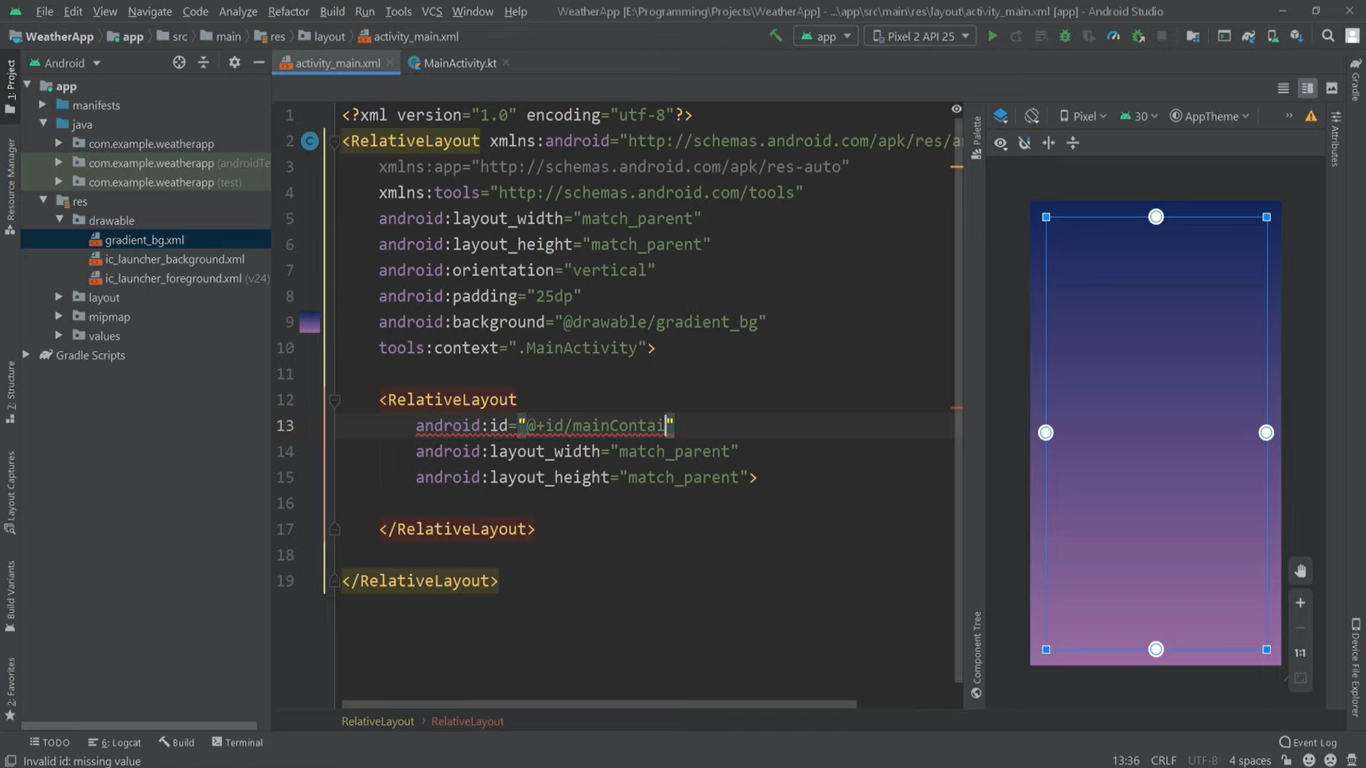 File Edit View Navigate Code Analyze Refactor Build Run Tools VCS Window Help WeatherApp [E:\Programming\Projects\WeatherApp] - ...\app\src\main\res\layout\activity_main.xml [app] - Android Studio
WeatherApp app src main res layout activity_main.xml app Pixel 2 API 25
Android activity_main.xml MainActivity.kt
app
manifests
java
com.example.weatherapp
com.example.weatherapp (androidTe
com.example.weatherapp (test)
res
drawable
gradient_bg.xml
ic_launcher_background.xml
ic_launcher_foreground.xml (v24)
layout
mipmap
values
Gradle Scripts
1: Project
Resource Manager
7: Structure
Layout Captures
Build Variants
2: Favorites
1 <?xml version="1.0" encoding="utf-8"?>
2 <RelativeLayout xmlns:android="http://schemas.android.com/apk/res/a
3 xmlns:app="http://schemas.android.com/apk/res-auto"
4 xmlns:tools="http://schemas.android.com/tools"
5 android:layout_width="match_parent"
6 android:layout_height="match_parent"
7 android:orientation="vertical"
8 android:padding="25dp"
9 android:background="@drawable/gradient_bg"
10 tools:context=".MainActivity">
11
12 <RelativeLayout
13 android:id="@+id/mainContai"
14 android:layout_width="match_parent"
15 android:layout_height="match_parent">
16
17 </RelativeLayout>
18
19 </RelativeLayout>
RelativeLayout RelativeLayout
Palette
Component Tree
Pixel 30 AppTheme »
1:1
Gradle
Attributes
Device File Explorer
TODO 6: Logcat Build Terminal Event Log
Invalid id: missing value 13:36 CRLF UTF-8 4 spaces